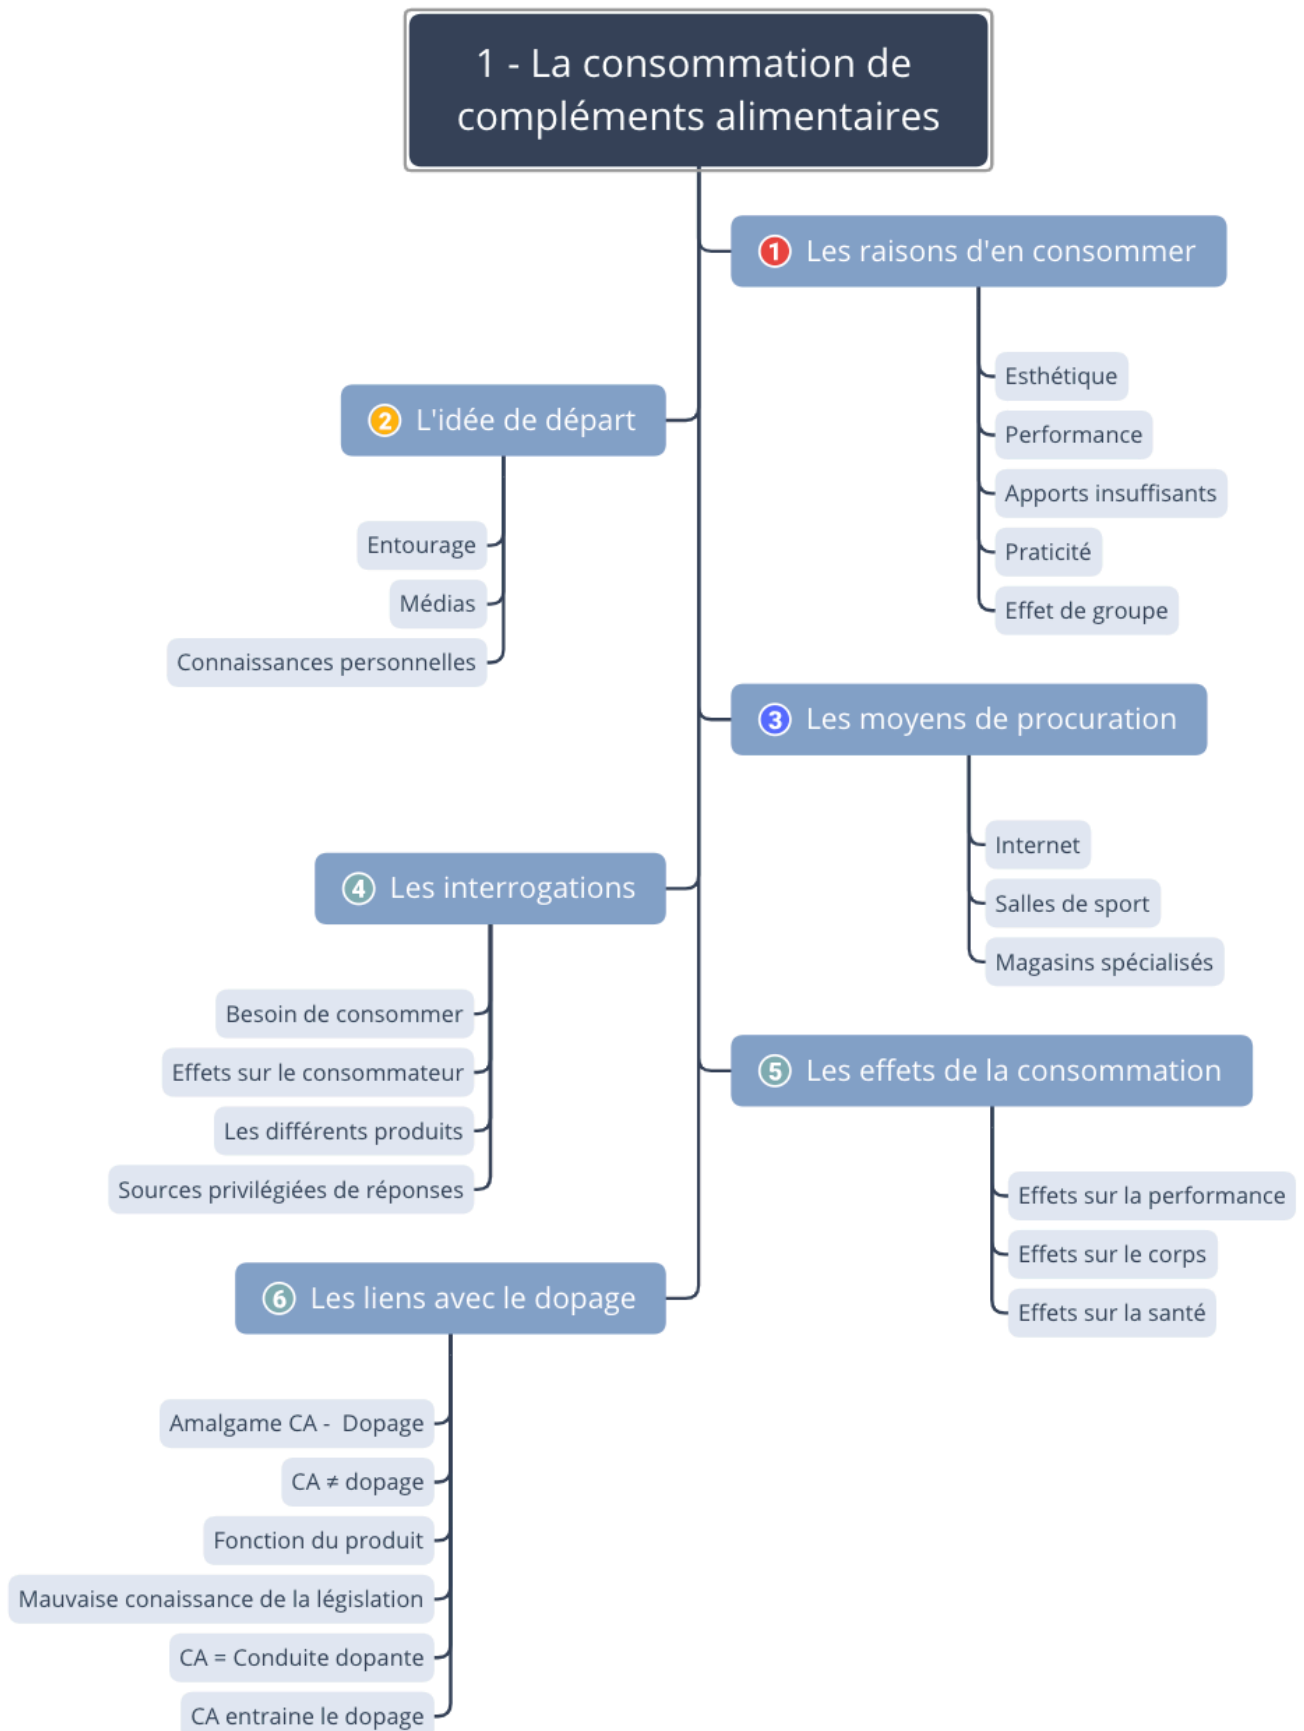 1 - La consommation de
compléments alimentaires
1 Les raisons d'en consommer
Esthétique
Performance
Apports insuffisants
Praticité
Effet de groupe
2 L'idée de départ
Entourage
Médias
Connaissances personnelles
3 Les moyens de procuration
Internet
Salles de sport
Magasins spécialisés
4 Les interrogations
Besoin de consommer
Effets sur le consommateur
Les différents produits
Sources privilégiées de réponses
5 Les effets de la consommation
Effets sur la performance
Effets sur le corps
Effets sur la santé
6 Les liens avec le dopage
Amalgame CA -  Dopage
CA ≠ dopage
Fonction du produit
Mauvaise conaissance de la législation
CA = Conduite dopante
CA entraine le dopage